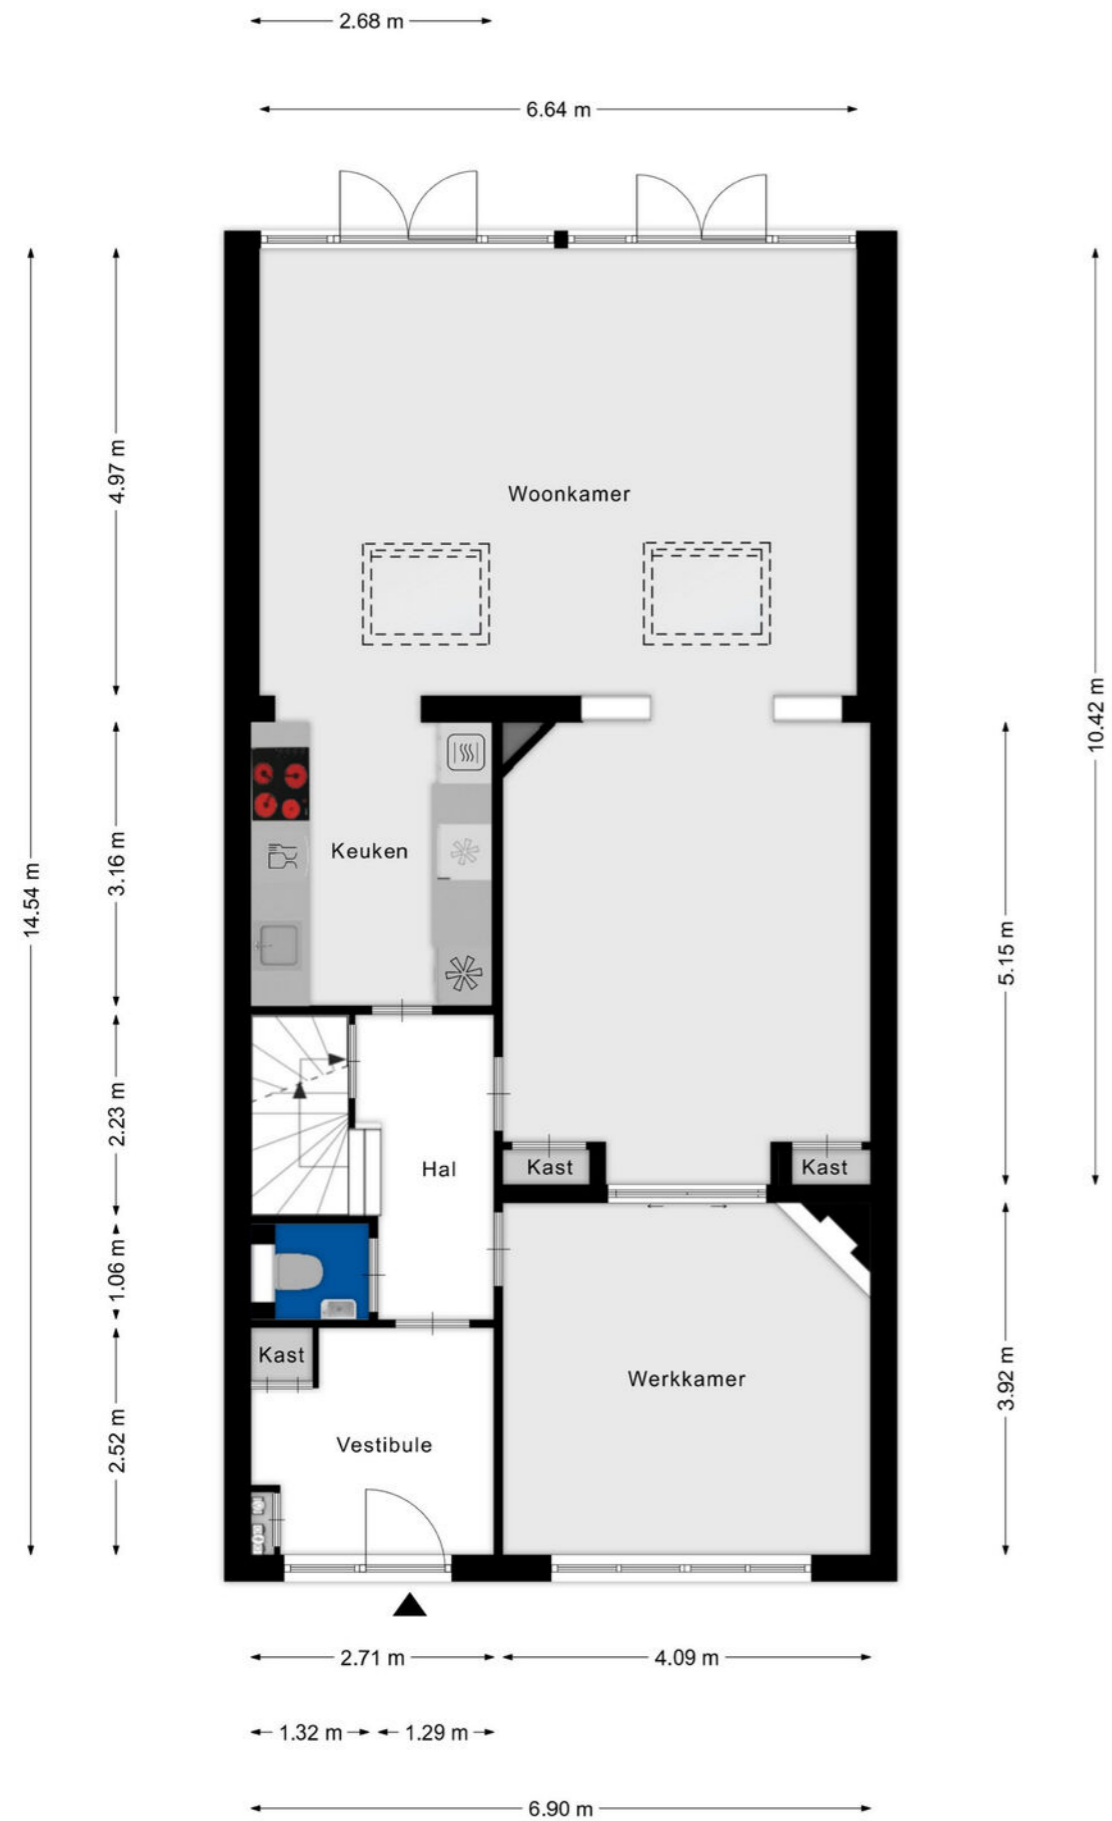 2.68 m
6.64 m
4.97 m
Woonkamer
10.42 m
14.54 m
3.16 m
Keuken
5.15 m
2.23 m
Hal
Kast
Kast
1.06 m
Kast
Werkkamer
3.92 m
2.52 m
Vestibule
2.71 m
4.09 m
1.32 m
1.29 m
6.90 m